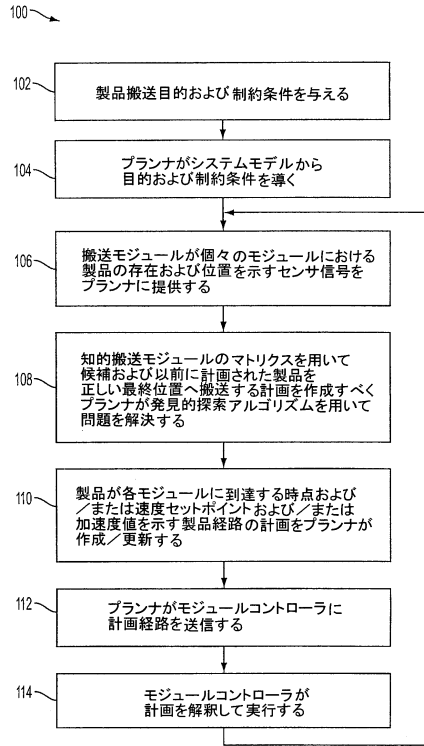 100
102
製品搬送目的および制約条件を与える
104
プランナがシステムモデルから
目的および制約条件を導く
106
搬送モジュールが個々のモジュールにおける
製品の存在および位置を示すセンサ信号を
プランナに提供する
108
知的搬送モジュールのマトリクスを用いて
候補および以前に計画された製品を
正しい最終位置へ搬送する計画を作成すべく
プランナが発見的探索アルゴリズムを用いて
問題を解決する
110
製品が各モジュールに到達する時点および
／または速度セットポイントおよび／または
加速度値を示す製品経路の計画をプランナが
作成／更新する
112
プランナがモジュールコントローラに
計画経路を送信する
114
モジュールコントローラが
計画を解釈して実行する